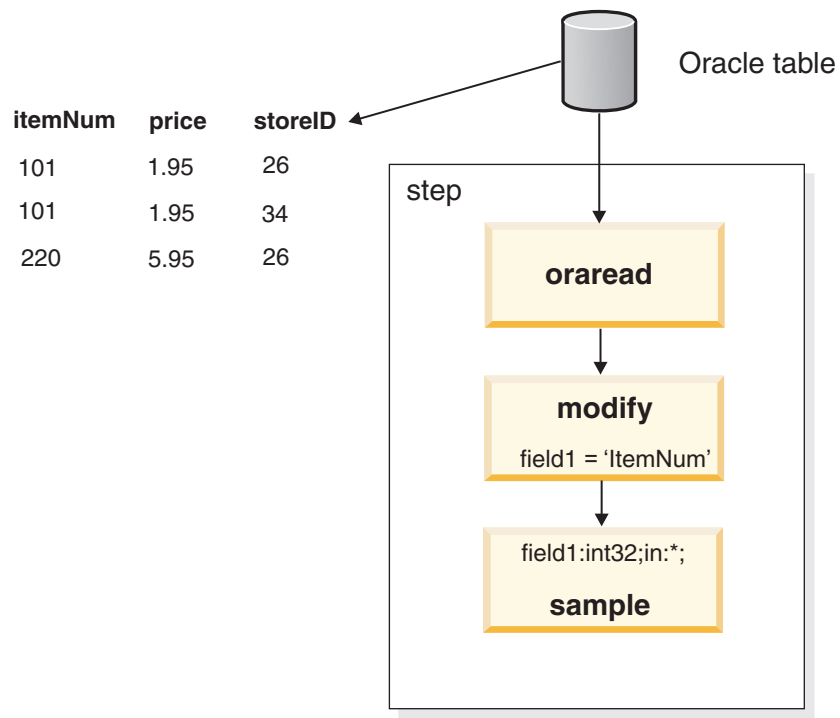 Oracle table
itemNum price storeID
101 1.95 26
101 1.95 34
220 5.95 26
step
oraread
modify
field1 = ‘ItemNum’
field1:int32;in:*;
sample